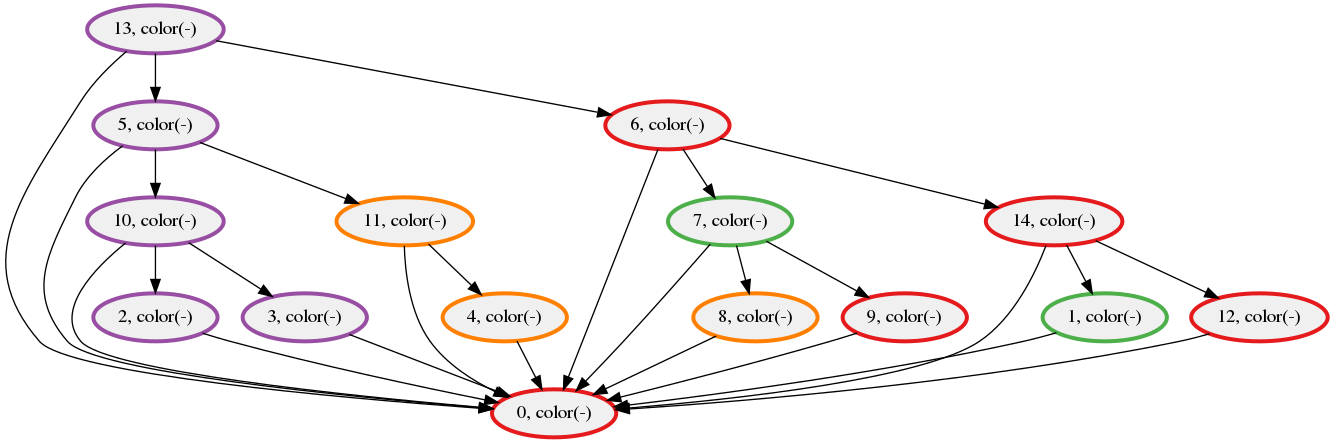 13, color(-)
5, color(-)
6, color(-)
10, color(-)
11, color(-)
7, color(-)
14, color(-)
2, color(-)
3, color(-)
4, color(-)
8, color(-)
9, color(-)
1, color(-)
12, color(-)
0, color(-)